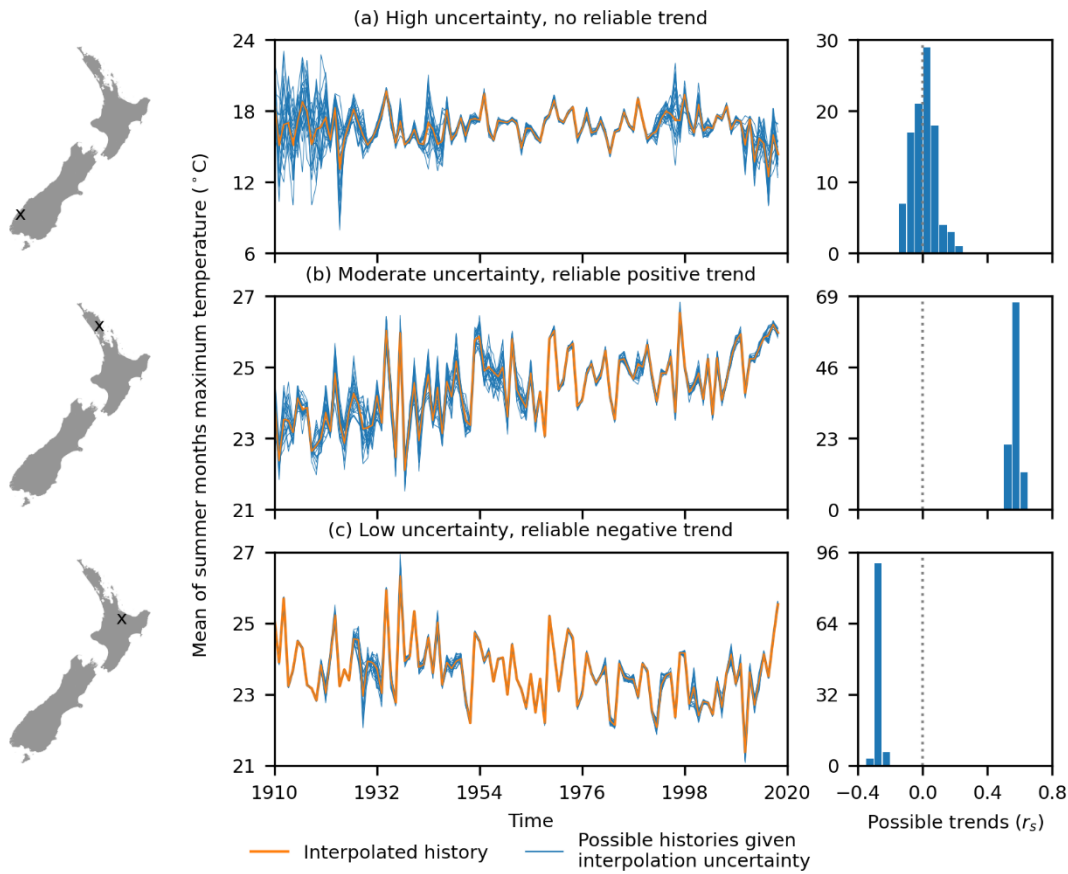 (a) High uncertainty, no reliable trend
24
18
12
6
30
20
10
0
x
Mean of summer months maximum temperature (°C)
(b) Moderate uncertainty, reliable positive trend
27
25
23
21
69
46
23
0
x
(c) Low uncertainty, reliable negative trend
27
25
23
21
96
64
32
0
x
1910 1932 1954 1976 1998 2020
−0.4 0.0 0.4 0.8
Time
Possible trends (rs)
Interpolated history
Possible histories given
interpolation uncertainty